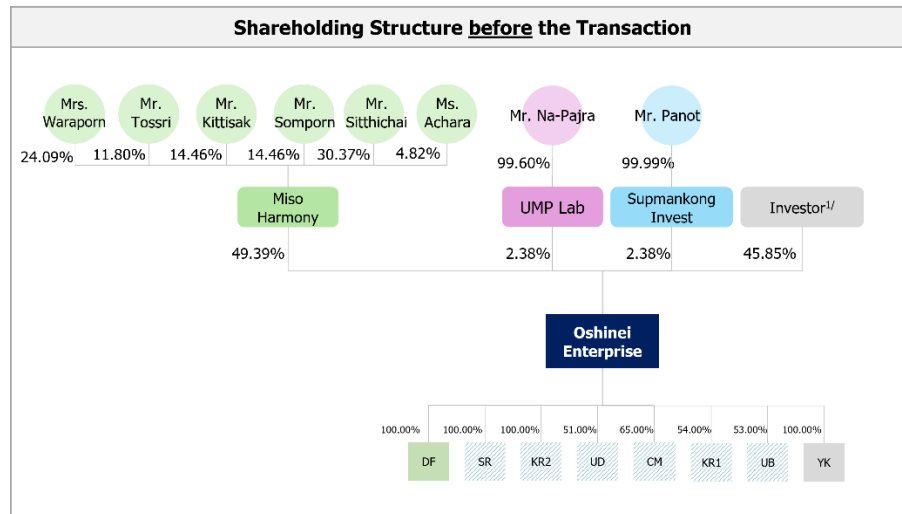 Shareholding Structure before the Transaction
Mrs.
Waraporn
Mr.
Tossri
Mr.
Kittisak
Mr.
Somporn
Mr.
Sitthichai
Ms.
Achara
Mr. Na-Pajra
Mr. Panot
24.09%
11.80%
14.46%
14.46%
30.37%
4.82%
99.60%
99.99%
Miso
Harmony
UMP Lab
Supmankong
Invest
Investor1/
49.39%
2.38%
2.38%
45.85%
Oshinei
Enterprise
100.00%
100.00%
100.00%
51.00%
65.00%
54.00%
53.00%
100.00%
DF
SR
KR2
UD
CM
KR1
UB
YK